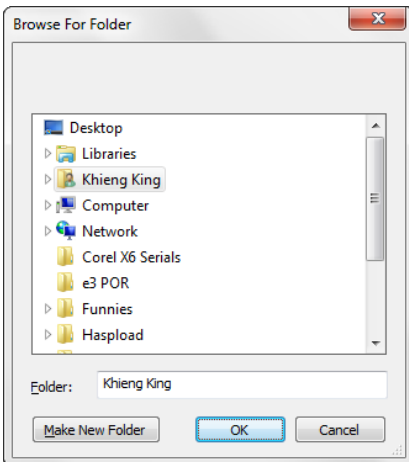 Browse For Folder
Desktop
Libraries
Khieng King
Computer
Network
Corel X6 Serials
e3 POR
Funnies
Haspload
Folder: Khieng King
Make New Folder OK Cancel